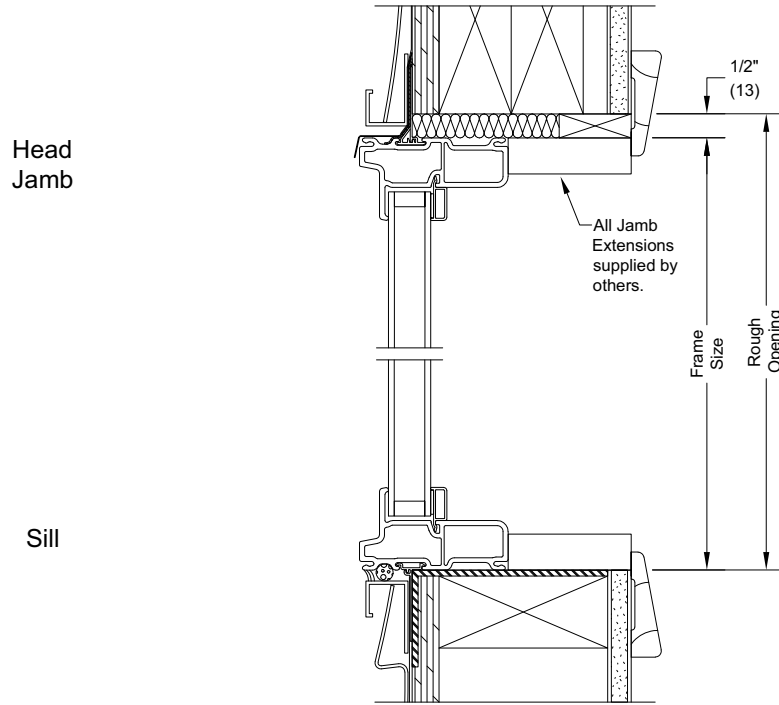 Head
Jamb
1/2"
(13)
All Jamb
Extensions
supplied by
others.
Frame
Size
Rough
Opening
Sill